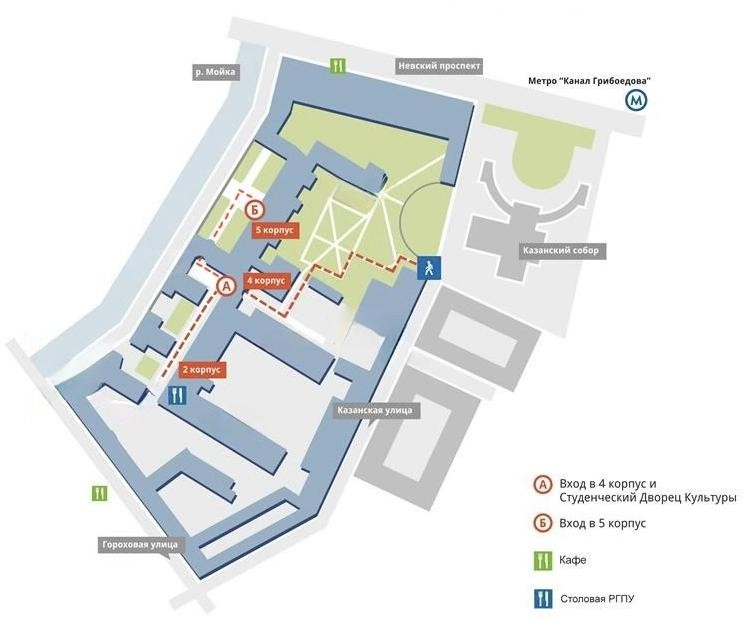 Невский проспект
р. Мойка
Метро "Канал Грибоедова"
М
Б
5 корпус
Казанский собор
А
4 корпус
2 корпус
Казанская улица
Гороховая улица
А Вход в 4 корпус и
Студенческий Дворец Культуры
Б Вход в 5 корпус
Кафе
Столовая РГПУ